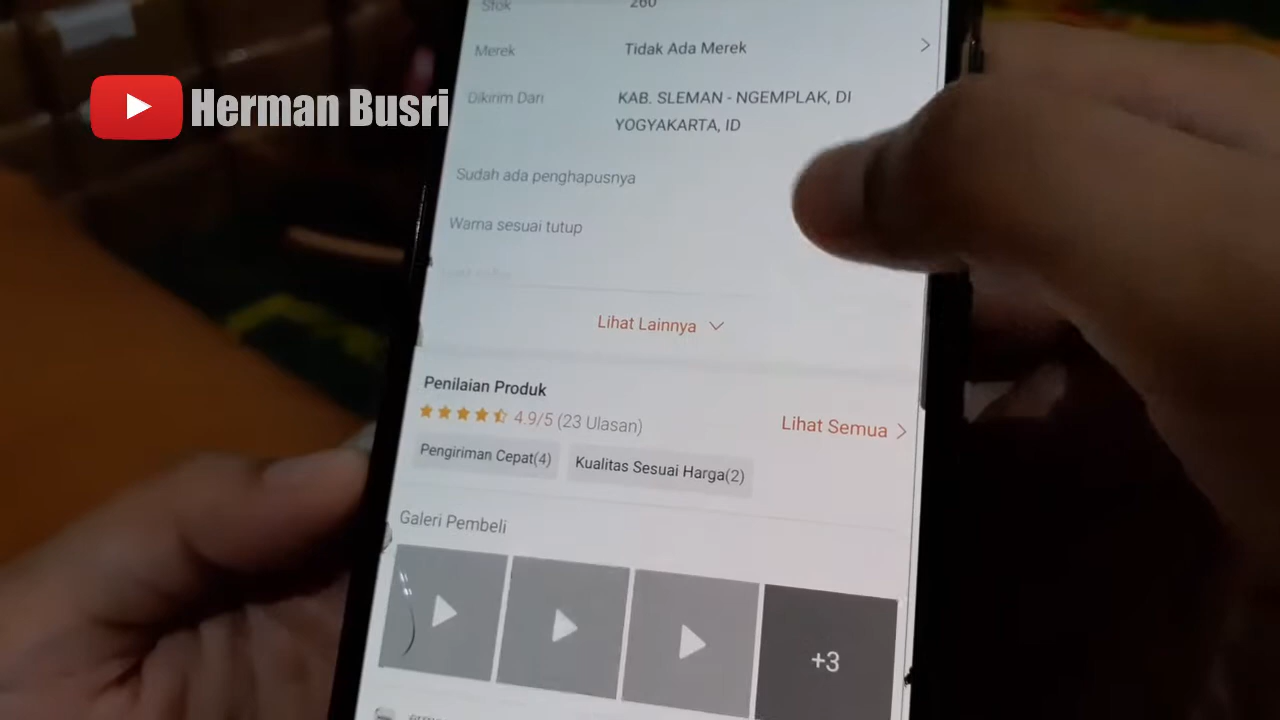 Stok 260
Merek Tidak Ada Merek
Herman Busri
Dikirim Dari KAB. SLEMAN - NGEMPLAK, DI
YOGYAKARTA, ID
Sudah ada penghapusnya
Warna sesuai tutup
Lihat Lainnya
Penilaian Produk
4.9/5 (23 Ulasan)
Lihat Semua
Pengiriman Cepat(4) Kualitas Sesuai Harga(2)
Galeri Pembeli
+3